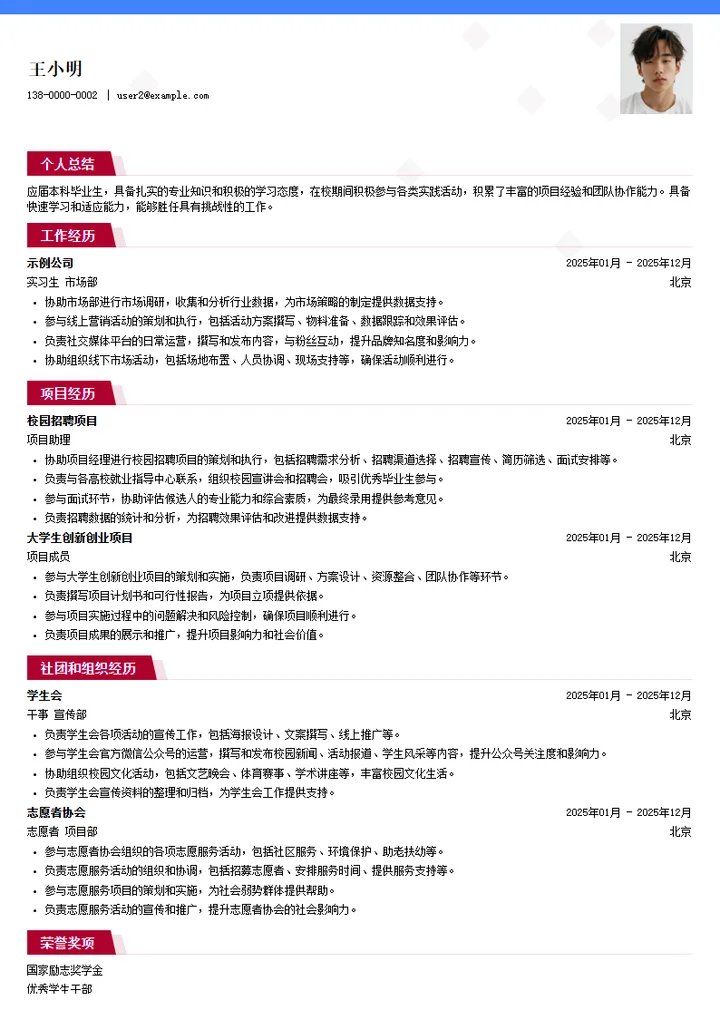 王小明
138-0000-0002 | user2@example.com
个人总结
应届本科毕业生，具备扎实的专业知识和积极的学习态度，在校期间积极参与各类实践活动，积累了丰富的项目经验和团队协作能力。具备
快速学习和适应能力，能够胜任具有挑战性的工作。
工作经历
示例公司 2025年01月 - 2025年12月
实习生 市场部 北京
• 协助市场部进行市场调研，收集和分析行业数据，为市场策略的制定提供数据支持。
• 参与线上营销活动的策划和执行，包括活动方案撰写、物料准备、数据跟踪和效果评估。
• 负责社交媒体平台的日常运营，撰写和发布内容，与粉丝互动，提升品牌知名度和影响力。
• 协助组织线下市场活动，包括场地布置、人员协调、现场支持等，确保活动顺利进行。
项目经历
校园招聘项目 2025年01月 - 2025年12月
项目助理 北京
• 协助项目经理进行校园招聘项目的策划和执行，包括招聘需求分析、招聘渠道选择、招聘宣传、简历筛选、面试安排等。
• 负责与各高校就业指导中心联系，组织校园宣讲会和招聘会，吸引优秀毕业生参与。
• 参与面试环节，协助评估候选人的专业能力和综合素质，为最终录用提供参考意见。
• 负责招聘数据的统计和分析，为招聘效果评估和改进提供数据支持。
大学生创新创业项目 2025年01月 - 2025年12月
项目成员 北京
• 参与大学生创新创业项目的策划和实施，负责项目调研、方案设计、资源整合、团队协作等环节。
• 负责撰写项目计划书和可行性报告，为项目立项提供依据。
• 参与项目实施过程中的问题解决和风险控制，确保项目顺利进行。
• 负责项目成果的展示和推广，提升项目影响力和社会价值。
社团和组织经历
学生会 2025年01月 - 2025年12月
干事 宣传部 北京
• 负责学生会各项活动的宣传工作，包括海报设计、文案撰写、线上推广等。
• 参与学生会官方微信公众号的运营，撰写和发布校园新闻、活动报道、学生风采等内容，提升公众号关注度和影响力。
• 协助组织校园文化活动，包括文艺晚会、体育赛事、学术讲座等，丰富校园文化生活。
• 负责学生会宣传资料的整理和归档，为学生会工作提供支持。
志愿者协会 2025年01月 - 2025年12月
志愿者 项目部 北京
• 参与志愿者协会组织的各项志愿服务活动，包括社区服务、环境保护、助老扶幼等。
• 负责志愿服务活动的组织和协调，包括招募志愿者、安排服务时间、提供服务支持等。
• 参与志愿服务项目的策划和实施，为社会弱势群体提供帮助。
• 负责志愿服务活动的宣传和推广，提升志愿者协会的社会影响力。
荣誉奖项
国家励志奖学金
优秀学生干部